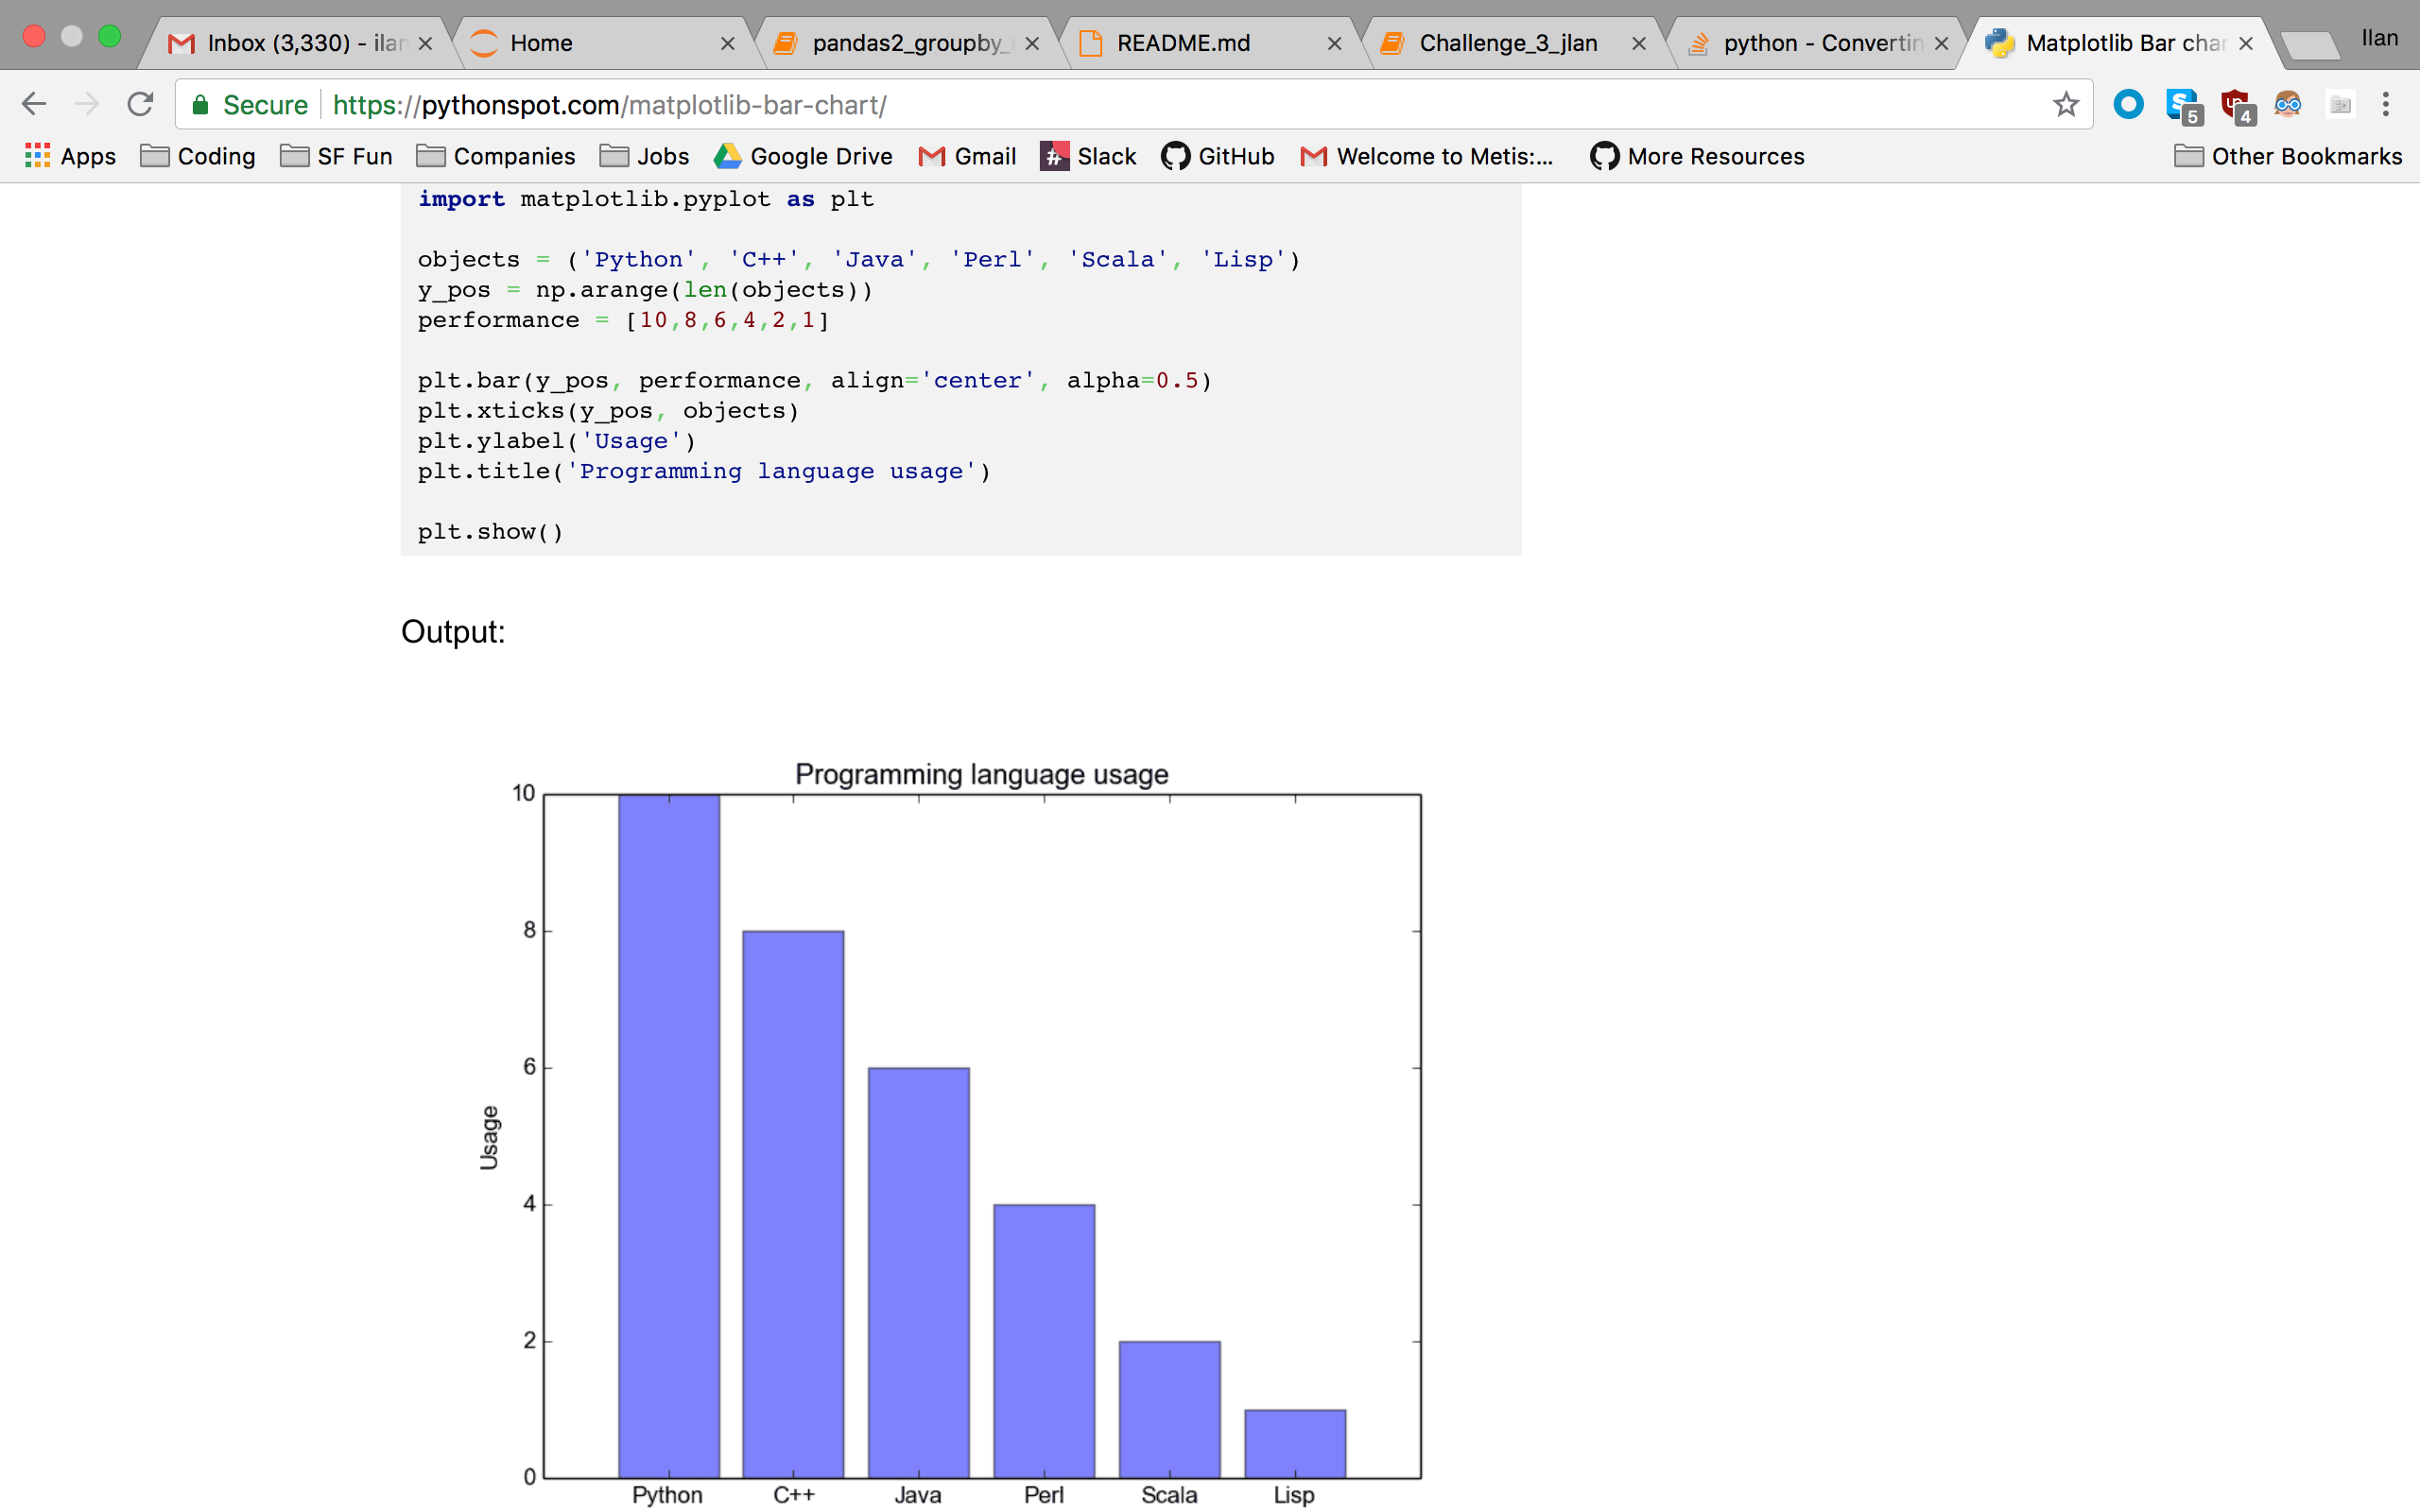 Inbox (3,330) - ilan
Home
pandas2_groupby_
README.md
Challenge_3_jlan
python - Convertin
Matplotlib Bar char
Ilan
Secure
https://pythonspot.com/matplotlib-bar-chart/
5
4
Apps
Coding
SF Fun
Companies
Jobs
Google Drive
Gmail
Slack
GitHub
Welcome to Metis:...
More Resources
Other Bookmarks
import matplotlib.pyplot as plt
objects = ('Python', 'C++', 'Java', 'Perl', 'Scala', 'Lisp')
y_pos = np.arange(len(objects))
performance = [10,8,6,4,2,1]
plt.bar(y_pos, performance, align='center', alpha=0.5)
plt.xticks(y_pos, objects)
plt.ylabel('Usage')
plt.title('Programming language usage')
plt.show()
Output:
Programming language usage
10
8
6
4
2
0
Usage
Python
C++
Java
Perl
Scala
Lisp